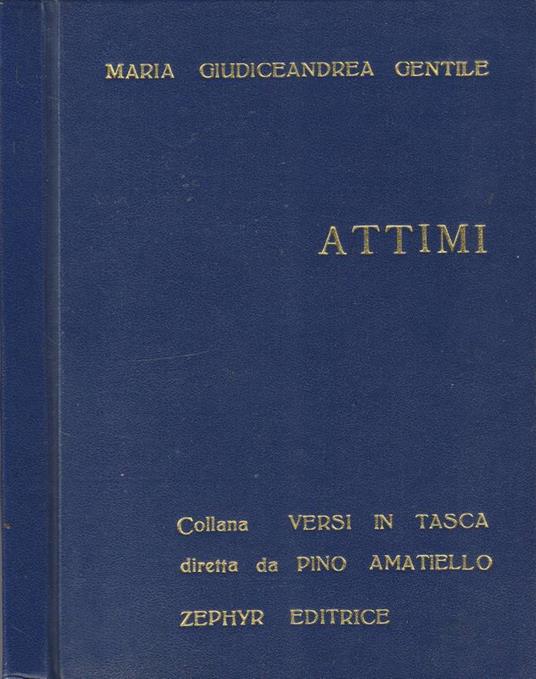 MARIA GIUDICEANDREA GENTILE
ATTIMI
Collana VERSI IN TASCA
diretta da PINO AMATIELLO
ZEPHYR EDITRICE